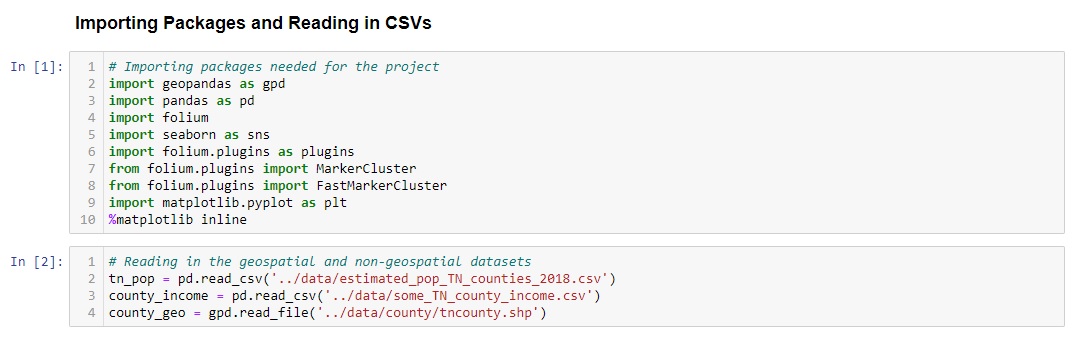 Importing Packages and Reading in CSVs
In [1]:
1 # Importing packages needed for the project
2 import geopandas as gpd
3 import pandas as pd
4 import folium
5 import seaborn as sns
6 import folium.plugins as plugins
7 from folium.plugins import MarkerCluster
8 from folium.plugins import FastMarkerCluster
9 import matplotlib.pyplot as plt
10 %matplotlib inline
In [2]:
1 # Reading in the geospatial and non-geospatial datasets
2 tn_pop = pd.read_csv('../data/estimated_pop_TN_counties_2018.csv')
3 county_income = pd.read_csv('../data/some_TN_county_income.csv')
4 county_geo = gpd.read_file('../data/county/tncounty.shp')